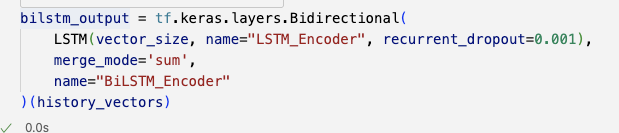 bilstm_output = tf.keras.layers.Bidirectional(
    LSTM(vector_size, name="LSTM_Encoder", recurrent_dropout=0.001),
    merge_mode='sum',
    name="BiLSTM_Encoder"
)(history_vectors)
✓ 0.0s